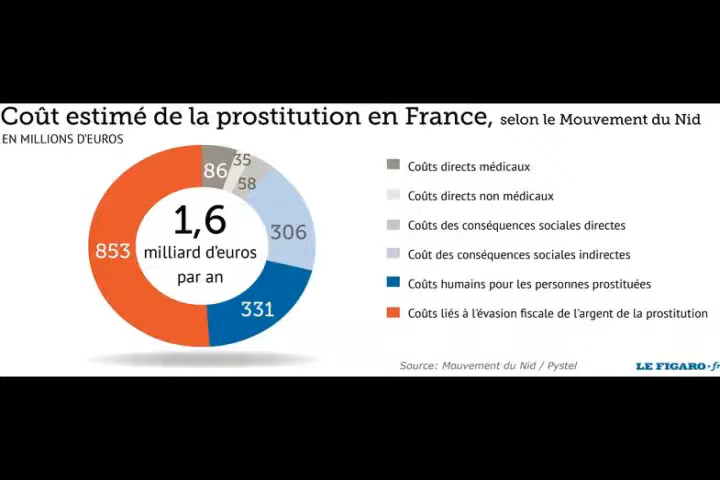 Coût estimé de la prostitution en France, selon le Mouvement du Nid
EN MILLIONS D'EUROS
86
35
58
306
331
853
1,6
milliard d'euros
par an
Coûts directs médicaux
Coûts directs non médicaux
Coûts des conséquences sociales directes
Coût des conséquences sociales indirectes
Coûts humains pour les personnes prostituées
Coûts liés à l'évasion fiscale de l'argent de la prostitution
Source: Mouvement du Nid / Pystel
LE FIGARO·fr